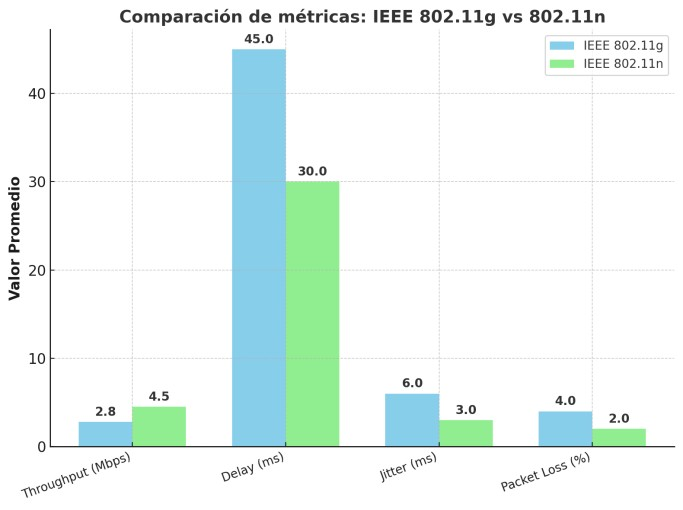 Comparación de métricas: IEEE 802.11g vs 802.11n
IEEE 802.11g
IEEE 802.11n
Valor Promedio
40
30
20
10
0
45.0
30.0
2.8
4.5
6.0
3.0
4.0
2.0
Throughput (Mbps)
Delay (ms)
Jitter (ms)
Packet Loss (%)